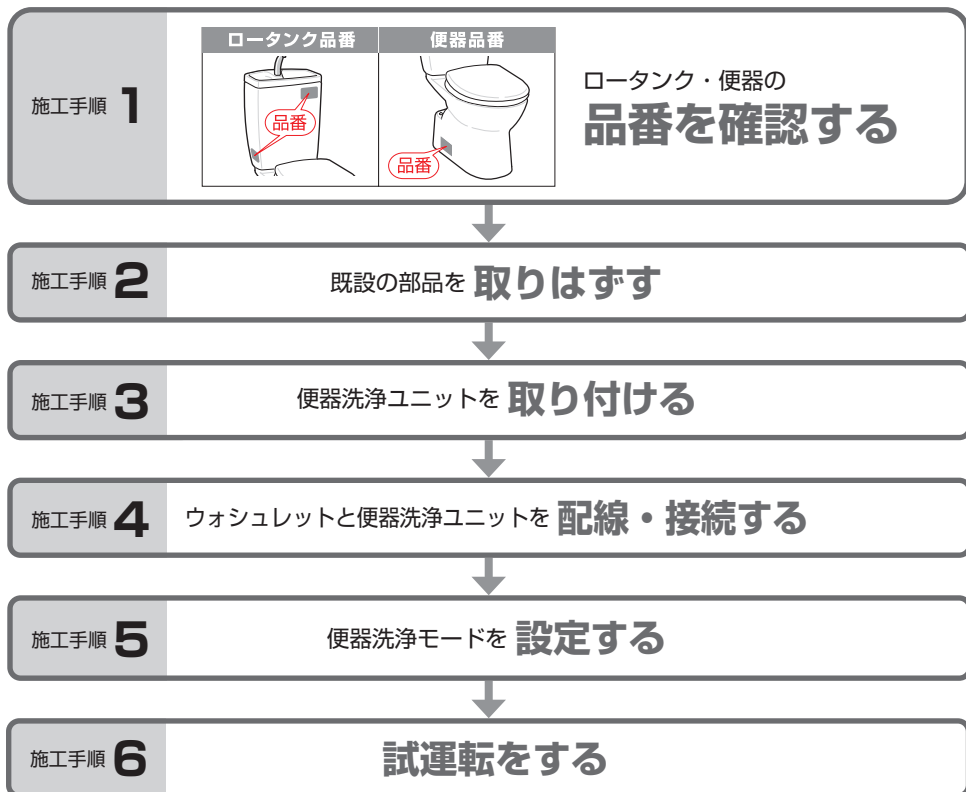 施工手順 1
ロータンク品番 便器品番
品番
品番
ロータンク・便器の
品番を確認する
施工手順 2 既設の部品を 取りはずす
施工手順 3 便器洗浄ユニットを 取り付ける
施工手順 4 ウォシュレットと便器洗浄ユニットを 配線・接続する
施工手順 5 便器洗浄モードを 設定する
施工手順 6 試運転をする